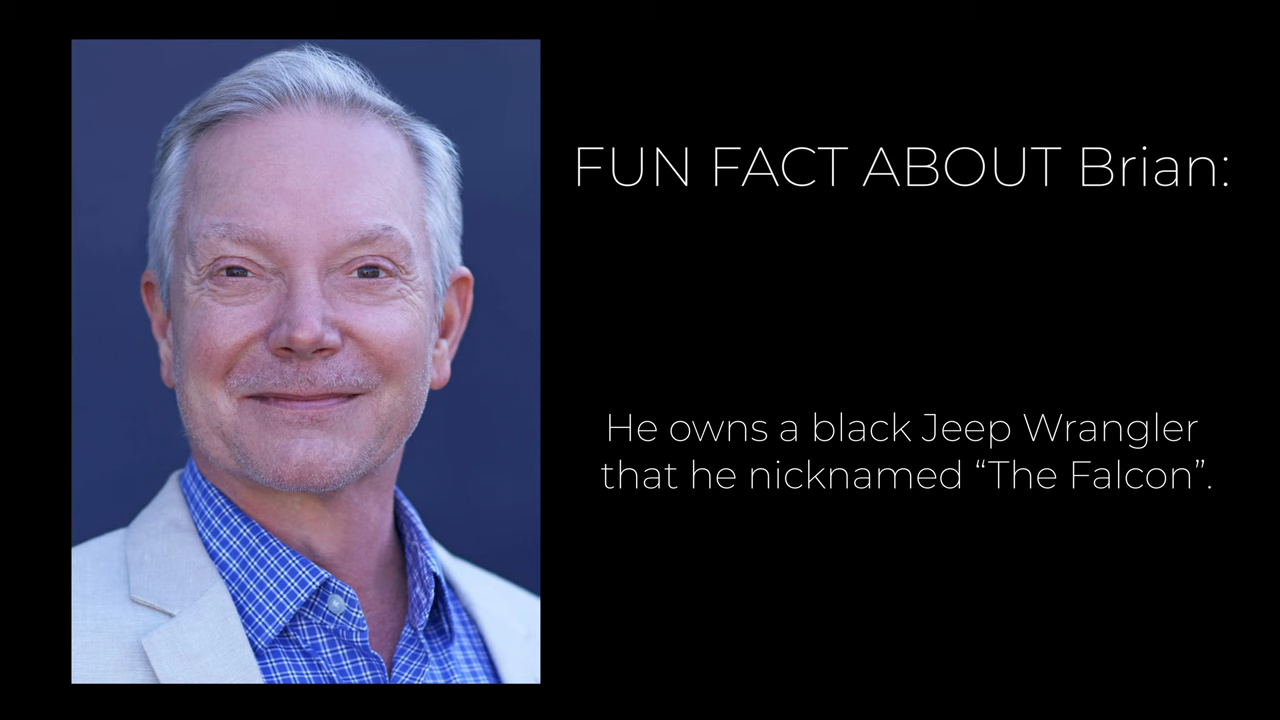 FUN FACT ABOUT Brian:
He owns a black Jeep Wrangler
that he nicknamed “The Falcon”.